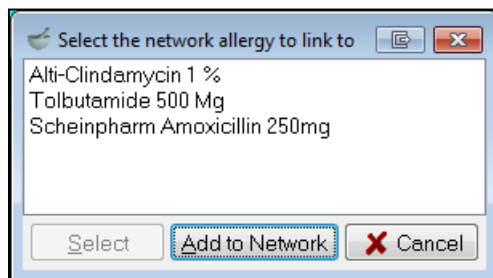 Select the network allergy to link to
Alti-Clindamycin 1 %
Tolbutamide 500 Mg
Scheinpharm Amoxicillin 250mg
Select Add to Network Cancel